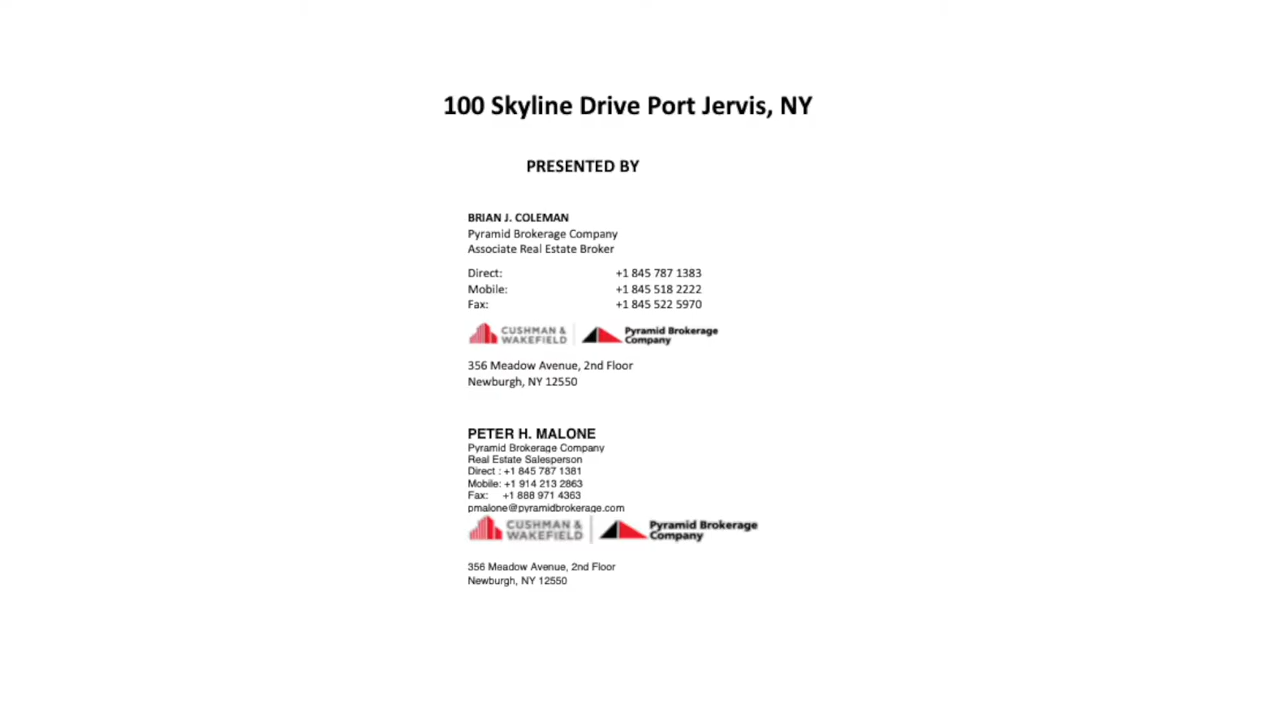 100 Skyline Drive Port Jervis, NY
PRESENTED BY
BRIAN J. COLEMAN
Pyramid Brokerage Company
Associate Real Estate Broker
Direct: +1 845 787 1383
Mobile: +1 845 518 2222
Fax: +1 845 522 5970
CUSHMAN & WAKEFIELD
Pyramid Brokerage Company
356 Meadow Avenue, 2nd Floor
Newburgh, NY 12550
PETER H. MALONE
Pyramid Brokerage Company
Real Estate Salesperson
Direct : +1 845 787 1381
Mobile: +1 914 213 2863
Fax: +1 888 971 4363
pmalone@pyramidbrokerage.com
CUSHMAN & WAKEFIELD
Pyramid Brokerage Company
356 Meadow Avenue, 2nd Floor
Newburgh, NY 12550